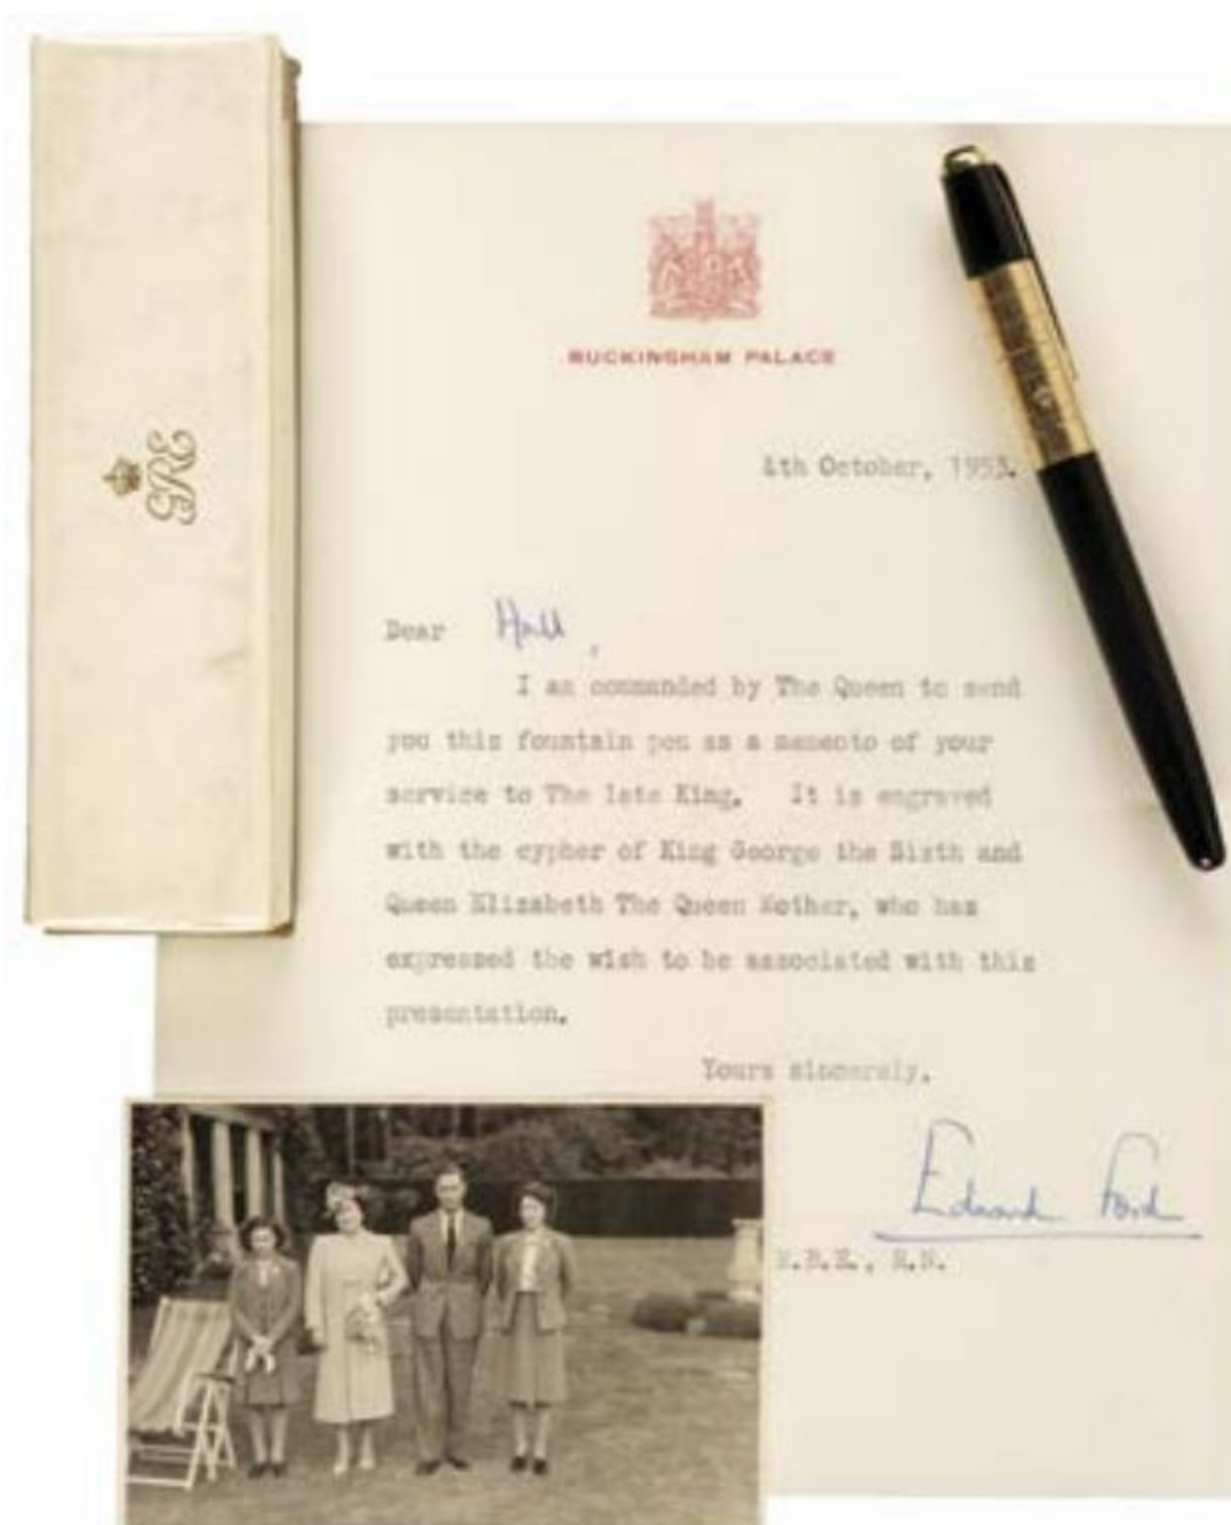 GRE
BUCKINGHAM PALACE
4th October, 1953.
Dear Hall,
I am commanded by The Queen to send
you this fountain pen as a memento of your
service to The late King. It is engraved
with the cypher of King George the Sixth and
Queen Elizabeth The Queen Mother, who has
expressed the wish to be associated with this
presentation.
Yours sincerely,
Edward Ford
R.N.